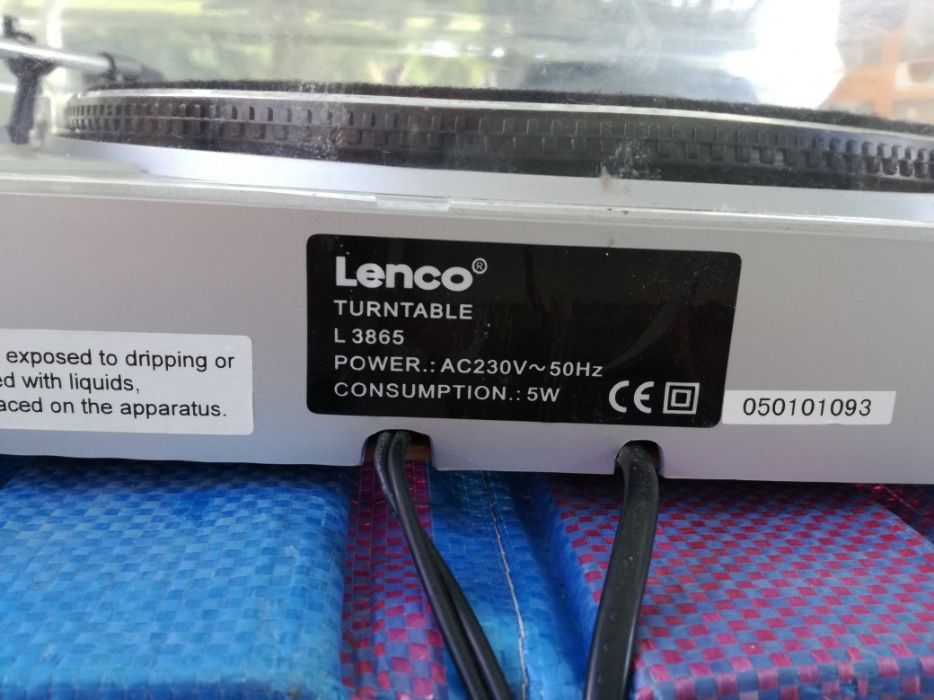 Lenco®
TURNTABLE
L 3865
POWER.: AC230V~50Hz
CONSUMPTION.: 5W
CE
050101093
exposed to dripping or
ed with liquids,
aced on the apparatus.